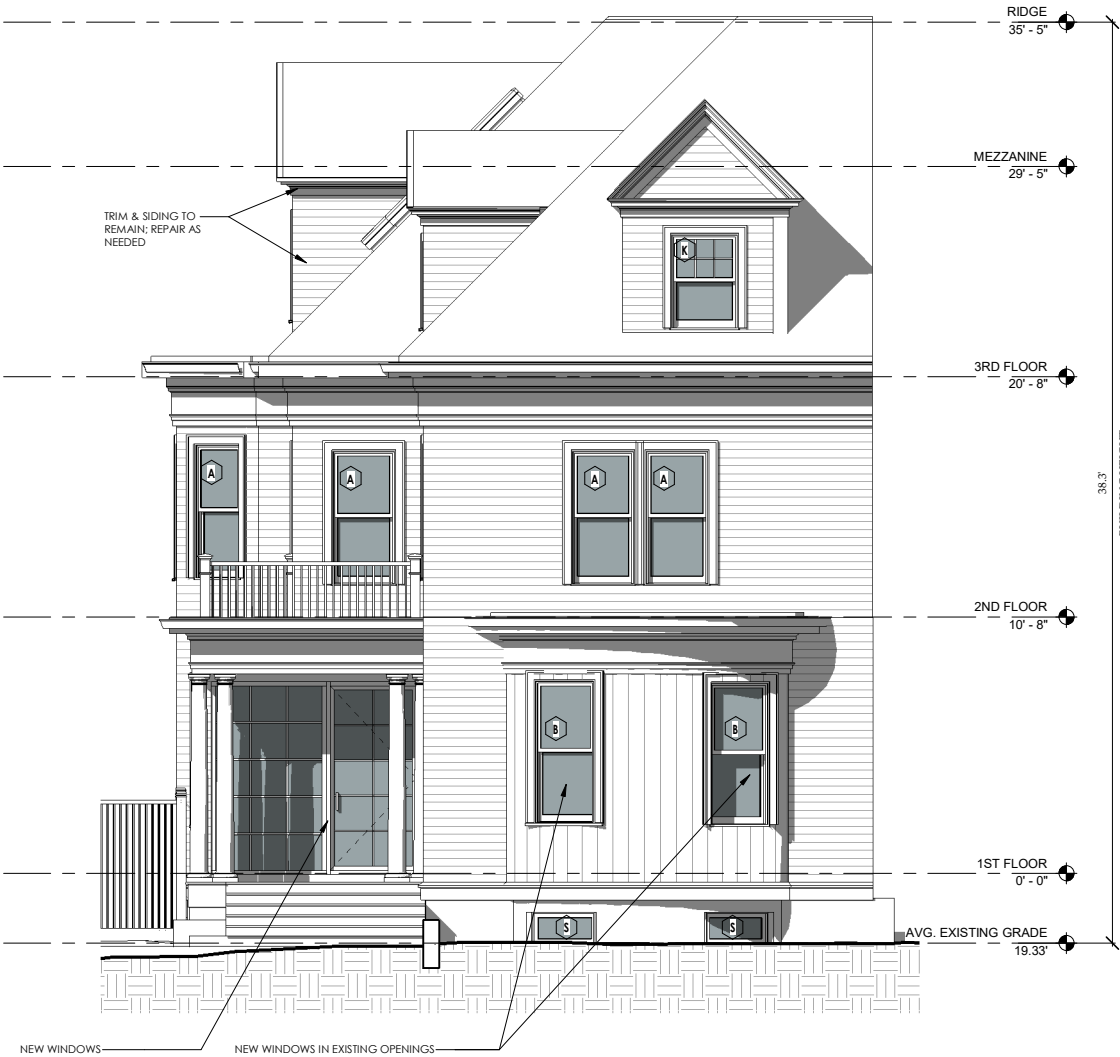 RIDGE
35' - 5"
MEZZANINE
29' - 5"
TRIM & SIDING TO
REMAIN; REPAIR AS
NEEDED
K
3RD FLOOR
20' - 8"
A
A
A
A
38.3'
2ND FLOOR
10' - 8"
B
B
1ST FLOOR
0' - 0"
S
S
AVG. EXISTING GRADE
19.33'
NEW WINDOWS
NEW WINDOWS IN EXISTING OPENINGS